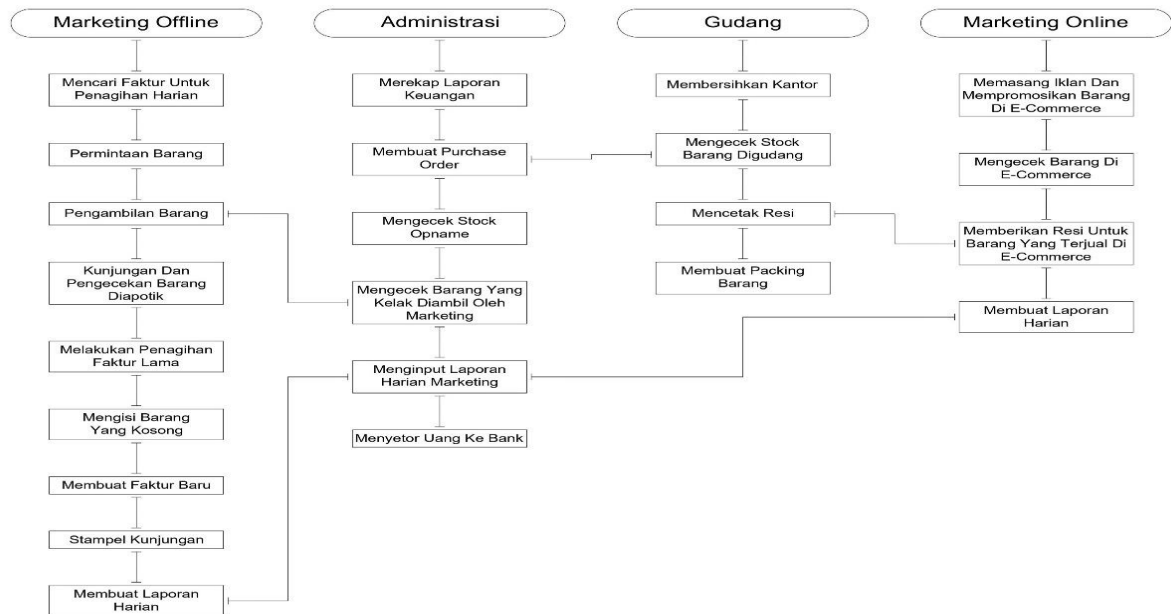 Marketing Offline
Mencari Faktur Untuk
Penagihan Harian
Permintaan Barang
Pengambilan Barang
Kunjungan Dan
Pengecekan Barang
Diapotik
Melakukan Penagihan
Faktur Lama
Mengisi Barang
Yang Kosong
Membuat Faktur Baru
Stampel Kunjungan
Membuat Laporan
Harian
Administrasi
Merekap Laporan
Keuangan
Membuat Purchase
Order
Mengecek Stock
Opname
Mengecek Barang Yang
Kelak Diambil Oleh
Marketing
Menginput Laporan
Harian Marketing
Menyetor Uang Ke Bank
Gudang
Membersihkan Kantor
Mengecek Stock
Barang Digudang
Mencetak Resi
Membuat Packing
Barang
Marketing Online
Memasang Iklan Dan
Mempromosikan Barang
Di E-Commerce
Mengecek Barang Di
E-Commerce
Memberikan Resi Untuk
Barang Yang Terjual Di
E-Commerce
Membuat Laporan
Harian